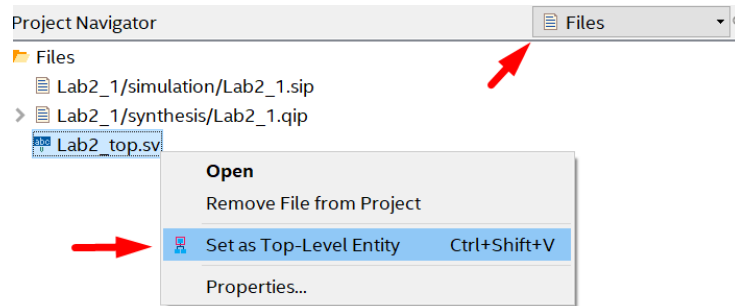 Project Navigator
Files
Files
Lab2_1/simulation/Lab2_1.sip
Lab2_1/synthesis/Lab2_1.qip
abc Lab2_top.sv
Open
Remove File from Project
Set as Top-Level Entity Ctrl+Shift+V
Properties...